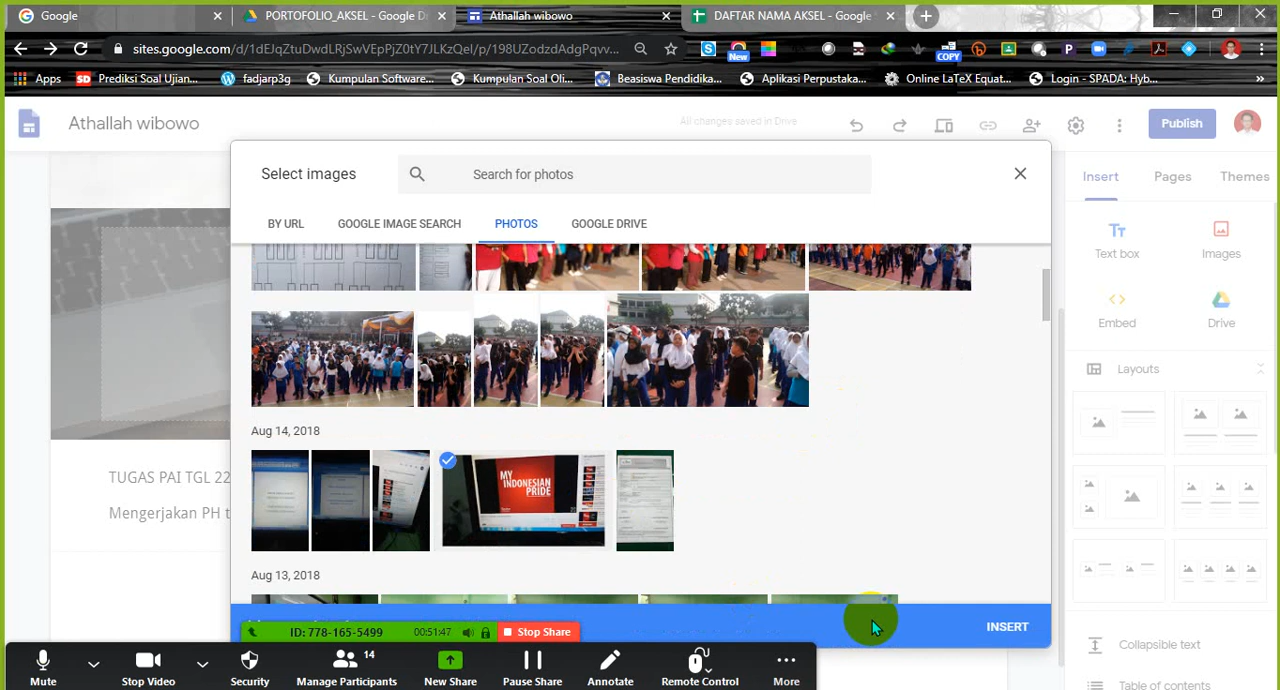 Google
PORTOFOLIO_AKSEL - Google D
Athallah wibowo
DAFTAR NAMA AKSEL - Google
sites.google.com/d/1dEJqZtuDwdLRjSwVEpPjZ0tY7JLKzQel/p/198UZodzdAdgPqvv...
New
COPY
Apps
Prediksi Soal Ujian...
fadjarp3g
Kumpulan Software...
Kumpulan Soal Oli...
Beasiswa Pendidika...
Aplikasi Perpustaka...
Online LaTeX Equat...
Login - SPADA: Hyb...
Athallah wibowo
All changes saved in Drive
Publish
Select images
Search for photos
BY URL
GOOGLE IMAGE SEARCH
PHOTOS
GOOGLE DRIVE
Insert
Pages
Themes
Text box
Images
Embed
Drive
Layouts
Aug 14, 2018
MY
INDONESIAN
PRIDE
TUGAS PAI TGL 22
Mengerjakan PH t
Aug 13, 2018
INSERT
ID: 778-165-5499
00:51:47
Stop Share
Collapsible text
Table of contents
Mute
Stop Video
Security
14
Manage Participants
New Share
Pause Share
Annotate
Remote Control
More